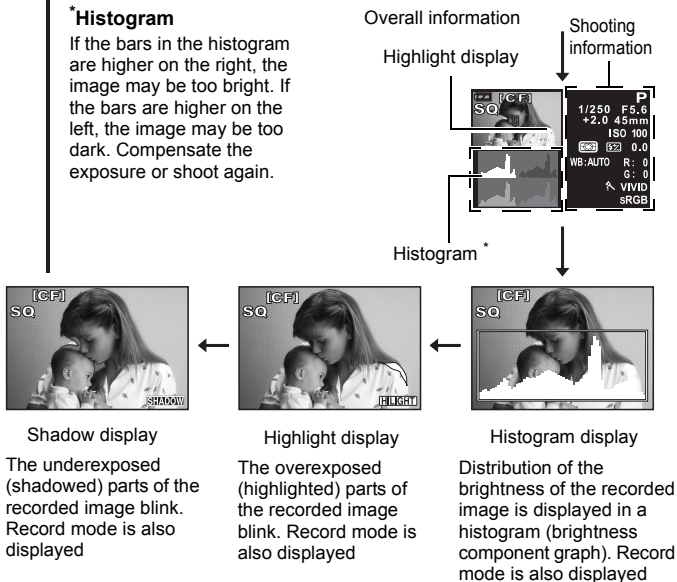 *Histogram
If the bars in the histogram
are higher on the right, the
image may be too bright. If
the bars are higher on the
left, the image may be too
dark. Compensate the
exposure or shoot again.
Overall information
Highlight display
Shooting
information
[CF]
SQ
P
1/250 F5.6
+2.0 45mm
ISO 100
0.0
WB:AUTO R: 0
G: 0
VIVID
sRGB
Histogram *
[CF]
SQ
SHADOW
Shadow display
The underexposed
(shadowed) parts of the
recorded image blink.
Record mode is also
displayed
[CF]
SQ
HILIGHT
Highlight display
The overexposed
(highlighted) parts of
the recorded image
blink. Record mode is
also displayed
[CF]
SQ
Histogram display
Distribution of the
brightness of the recorded
image is displayed in a
histogram (brightness
component graph). Record
mode is also displayed